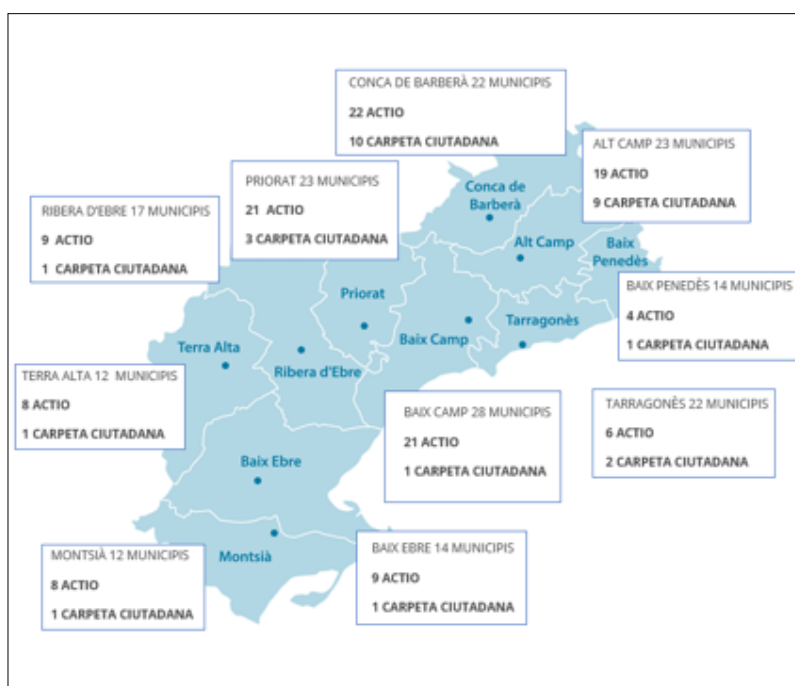 CONCA DE BARBERÀ 22 MUNICIPIS
22 ACTIO
10 CARPETA CIUTADANA
ALT CAMP 23 MUNICIPIS
19 ACTIO
9 CARPETA CIUTADANA
PRIORAT 23 MUNICIPIS
21 ACTIO
3 CARPETA CIUTADANA
RIBERA D'EBRE 17 MUNICIPIS
9 ACTIO
1 CARPETA CIUTADANA
Conca de
Barberà
Alt Camp
Baix
Penedès
BAIX PENEDÈS 14 MUNICIPIS
4 ACTIO
1 CARPETA CIUTADANA
Priorat
Tarragonès
Baix Camp
Terra Alta
Ribera d'Ebre
TERRA ALTA 12 MUNICIPIS
8 ACTIO
1 CARPETA CIUTADANA
BAIX CAMP 28 MUNICIPIS
21 ACTIO
1 CARPETA CIUTADANA
TARRAGONÈS 22 MUNICIPIS
6 ACTIO
2 CARPETA CIUTADANA
Baix Ebre
Montsià
MONTSIÀ 12 MUNICIPIS
8 ACTIO
1 CARPETA CIUTADANA
BAIX EBRE 14 MUNICIPIS
9 ACTIO
1 CARPETA CIUTADANA